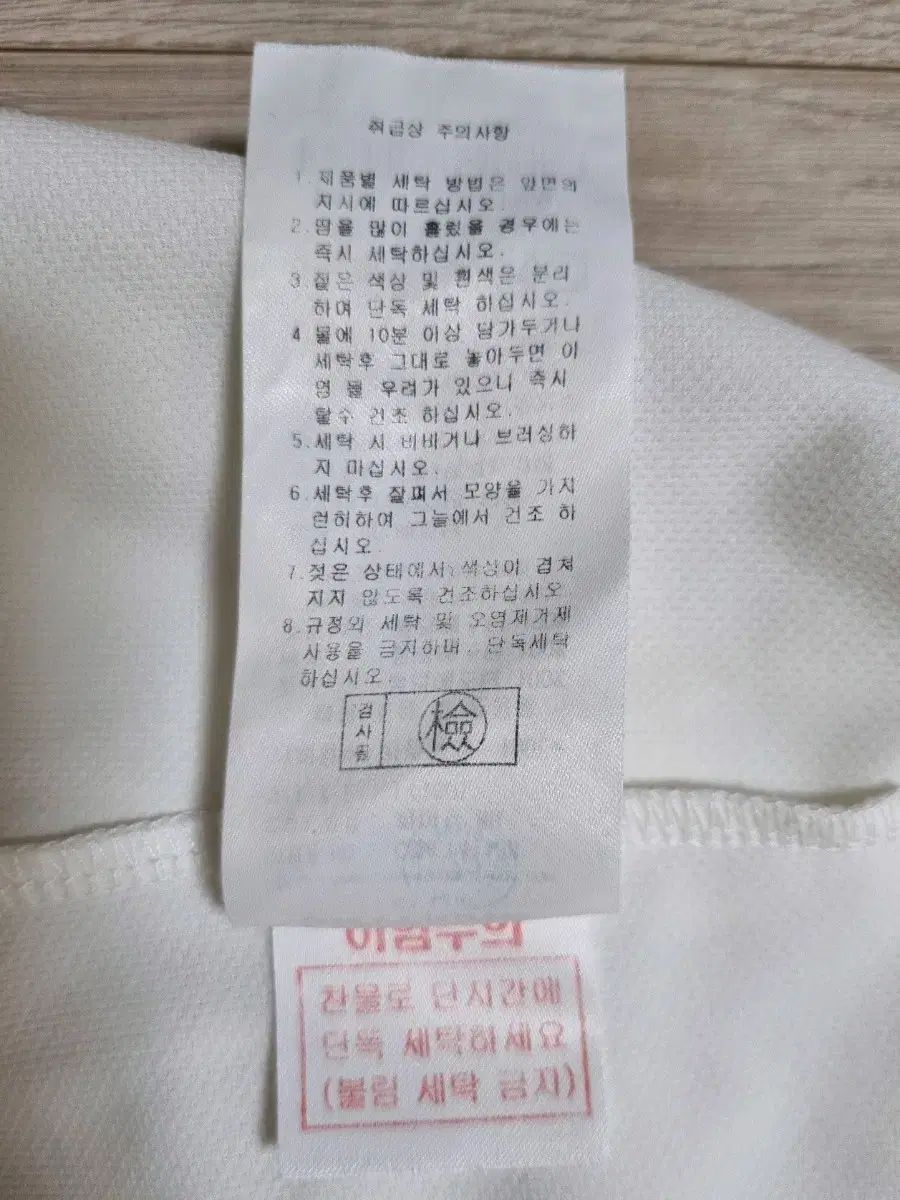 취급상 주의사항
1.제품별 세탁 방법은 앞면의
지시에 따르십시오.
2.땀을 많이 흘렸을 경우에는
즉시 세탁하십시오.
3.짙은 색상 및 흰색은 분리
하여 단독 세탁 하십시오.
4 물에 10분 이상 담가두거나
세탁후 그대로 놓아두면 이
염 될 우려가 있으니 즉시
탈수 건조 하십시오.
5.세탁 시 비비거나 브러싱하
지 마십시오.
6.세탁후 잘펴서 모양을 가지
런히하여 그늘에서 건조 하
십시오.
7.젖은 상태에서 색상이 겹쳐
지지 않도록 건조하십시오
8.규정외 세탁 및 오염제거제
사용을 금지하며, 단독세탁
하십시오.
검사필 檢
이염주의
찬물로 단시간에
단독 세탁하세요
(불림 세탁 금지)